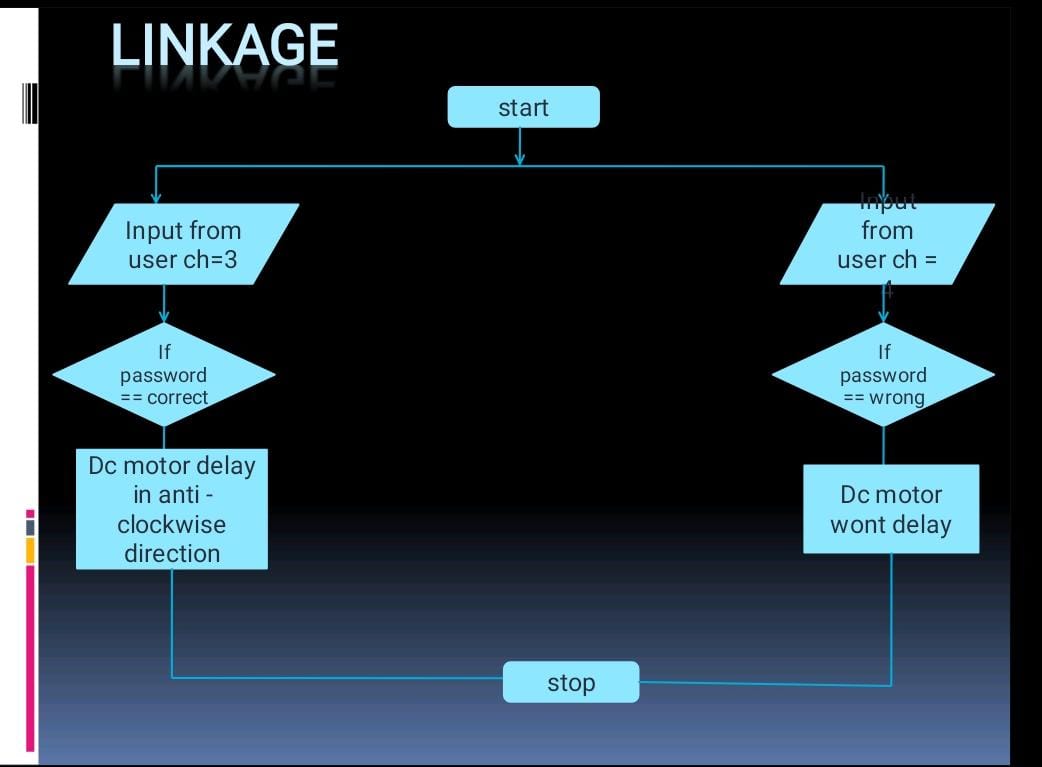 LINKAGE
start
Input from
user ch=3
Input
from
user ch =
4
If
password
== correct
If
password
== wrong
Dc motor delay
in anti -
clockwise
direction
Dc motor
wont delay
stop